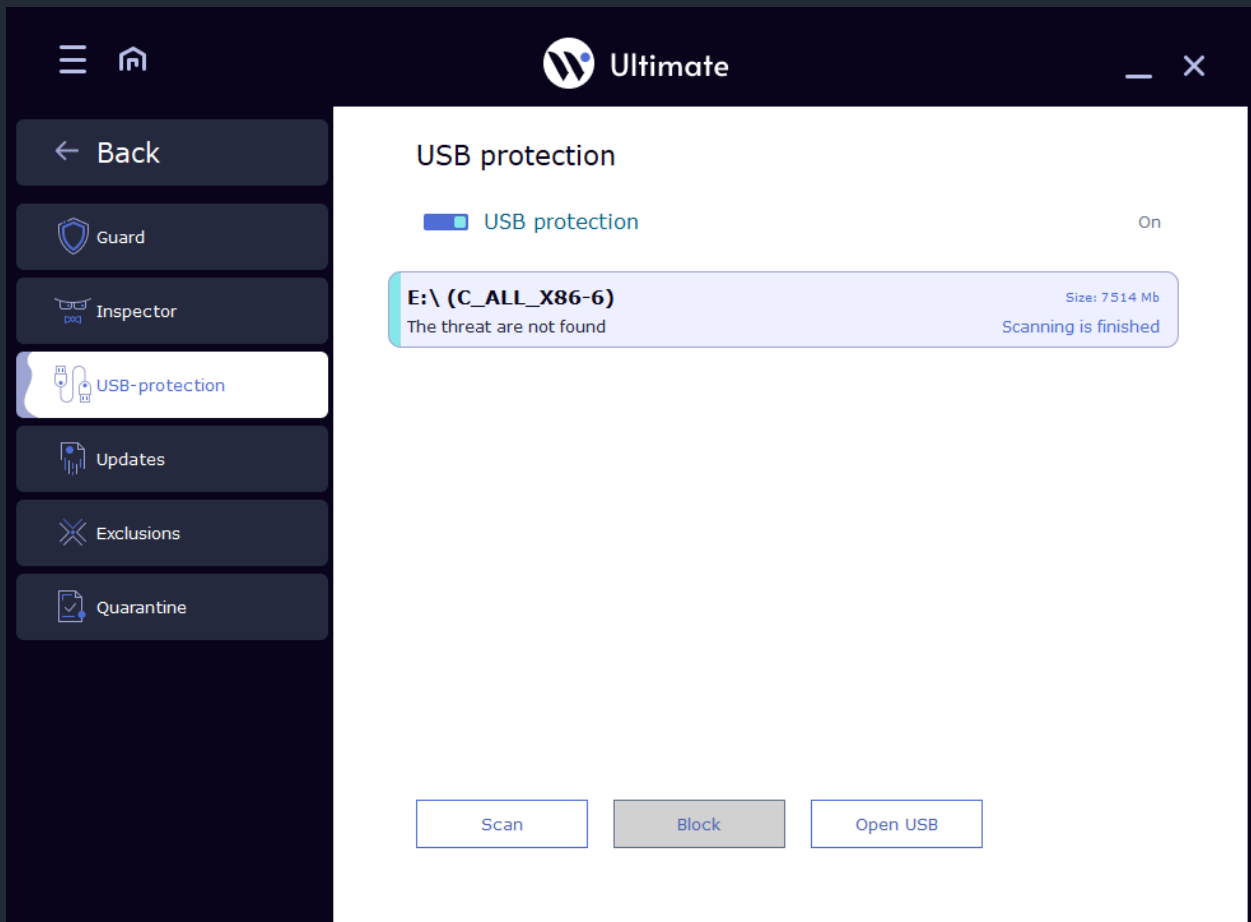 Ultimate
Back
Guard
Inspector
USB-protection
Updates
Exclusions
Quarantine
USB protection
USB protection On
E:\ (C_ALL_X86-6) Size: 7514 Mb
The threat are not found Scanning is finished
Scan Block Open USB